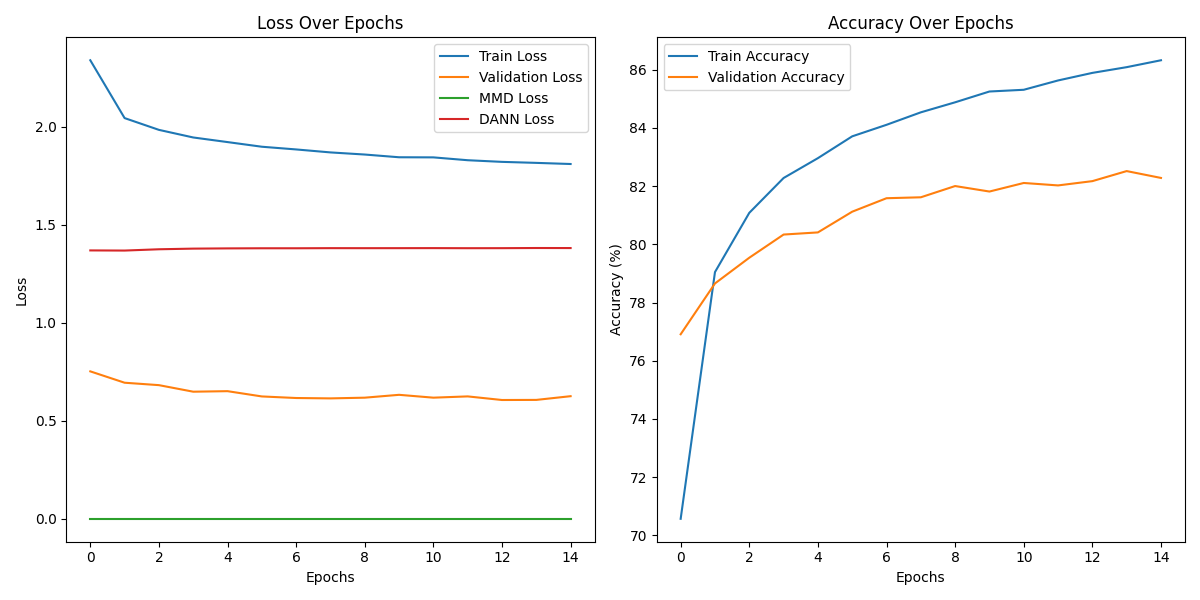 Loss Over Epochs
Train Loss
Validation Loss
MMD Loss
DANN Loss
2.0
1.5
1.0
0.5
0.0
Loss
0 2 4 6 8 10 12 14
Epochs
Accuracy Over Epochs
Train Accuracy
Validation Accuracy
86
84
82
80
78
76
74
72
70
Accuracy (%)
0 2 4 6 8 10 12 14
Epochs